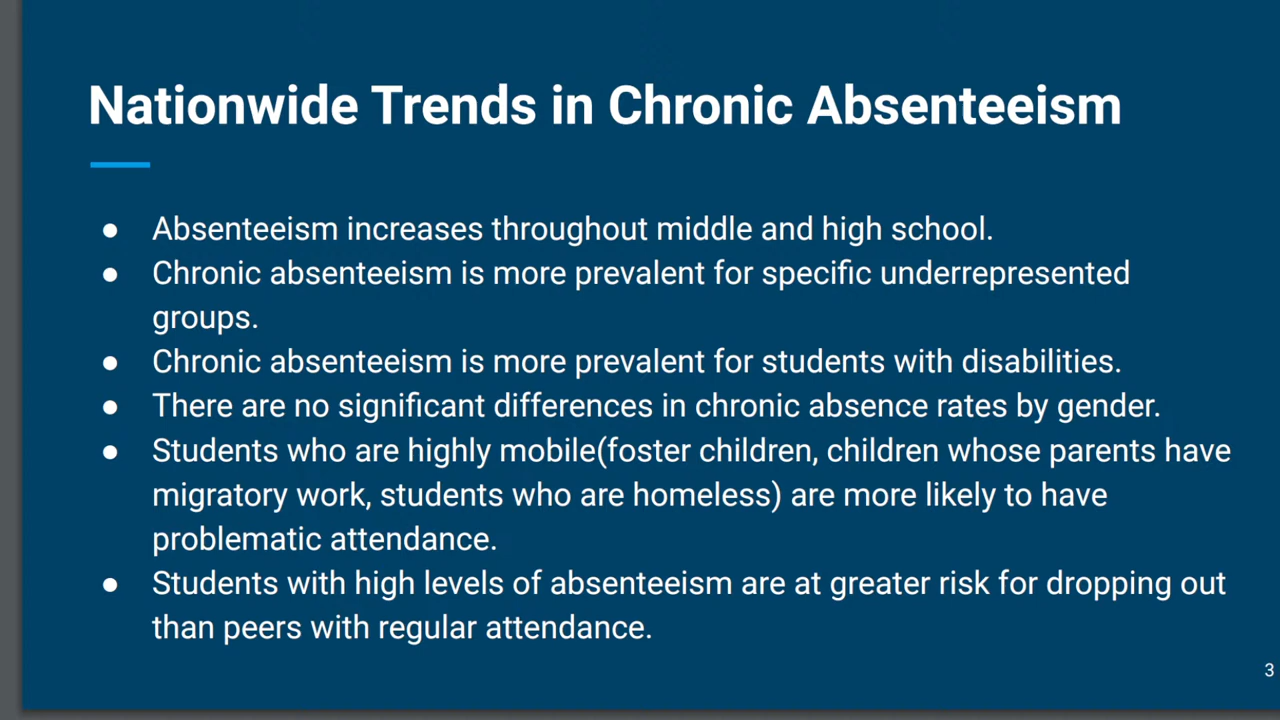 Nationwide Trends in Chronic Absenteeism
● Absenteeism increases throughout middle and high school.
● Chronic absenteeism is more prevalent for specific underrepresented
groups.
● Chronic absenteeism is more prevalent for students with disabilities.
● There are no significant differences in chronic absence rates by gender.
● Students who are highly mobile(foster children, children whose parents have
migratory work, students who are homeless) are more likely to have
problematic attendance.
● Students with high levels of absenteeism are at greater risk for dropping out
than peers with regular attendance.
3